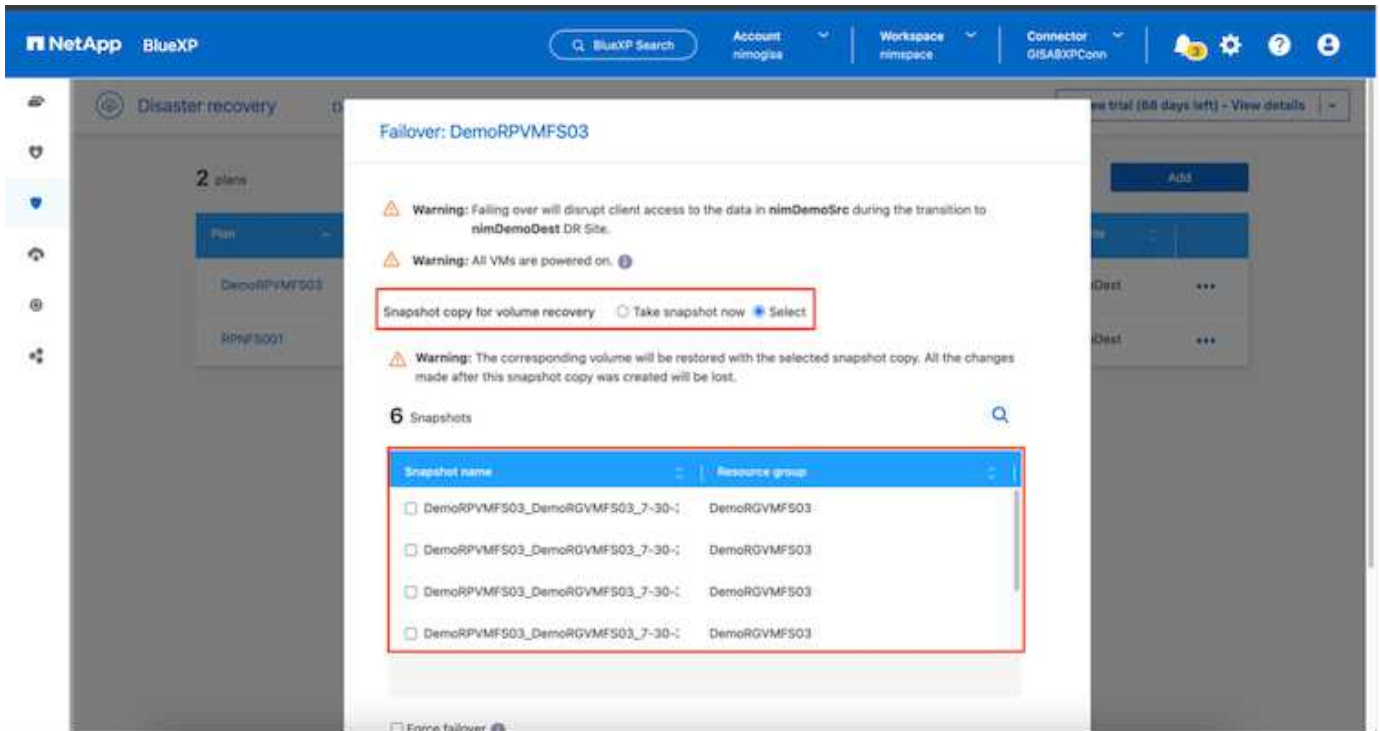 NetApp BlueXP BlueXP Search Account Workspace Connector
nimogisa nimspace GISABXPConn 3
Disaster recovery D ee trial (68 days left) - View details
Failover: DemoRPVMFS03
2 plans Add
Warning: Failing over will disrupt client access to the data in nimDemoSrc during the transition to
nimDemoDest DR Site.
Plan
Warning: All VMs are powered on.
DemoRPVMFS03 oDest
Snapshot copy for volume recovery Take snapshot now Select
RPNFS001 oDest
Warning: The corresponding volume will be restored with the selected snapshot copy. All the changes
made after this snapshot copy was created will be lost.
6 Snapshots
Snapshot name Resource group
DemoRPVMFS03_DemoRGVMFS03_7-30- DemoRGVMFS03
DemoRPVMFS03_DemoRGVMFS03_7-30- DemoRGVMFS03
DemoRPVMFS03_DemoRGVMFS03_7-30- DemoRGVMFS03
DemoRPVMFS03_DemoRGVMFS03_7-30- DemoRGVMFS03
Force failover